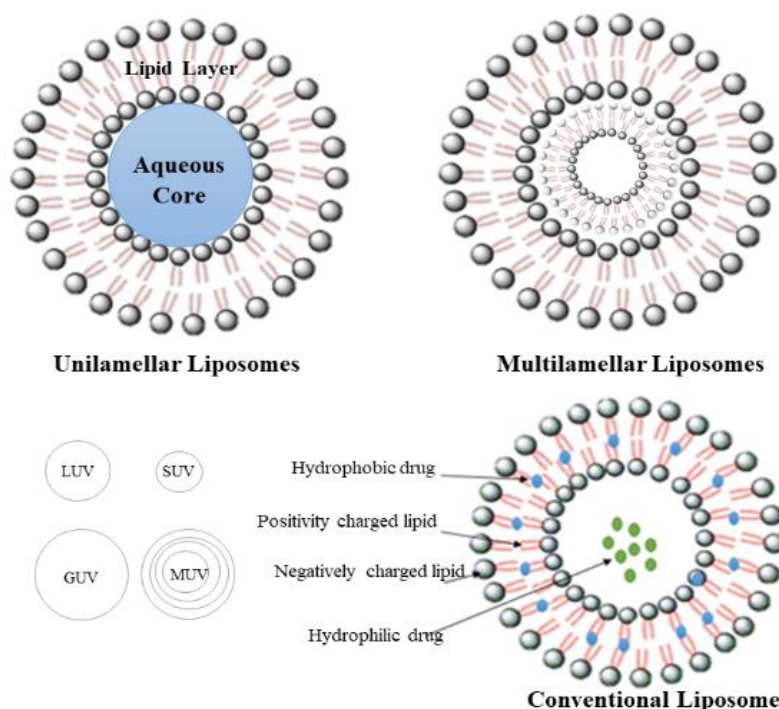 Lipid Layer
Aqueous
Core
Unilamellar Liposomes
Multilamellar Liposomes
LUV
SUV
GUV
MUV
Hydrophobic drug
Positivity charged lipid
Negatively charged lipid
Hydrophilic drug
Conventional Liposome